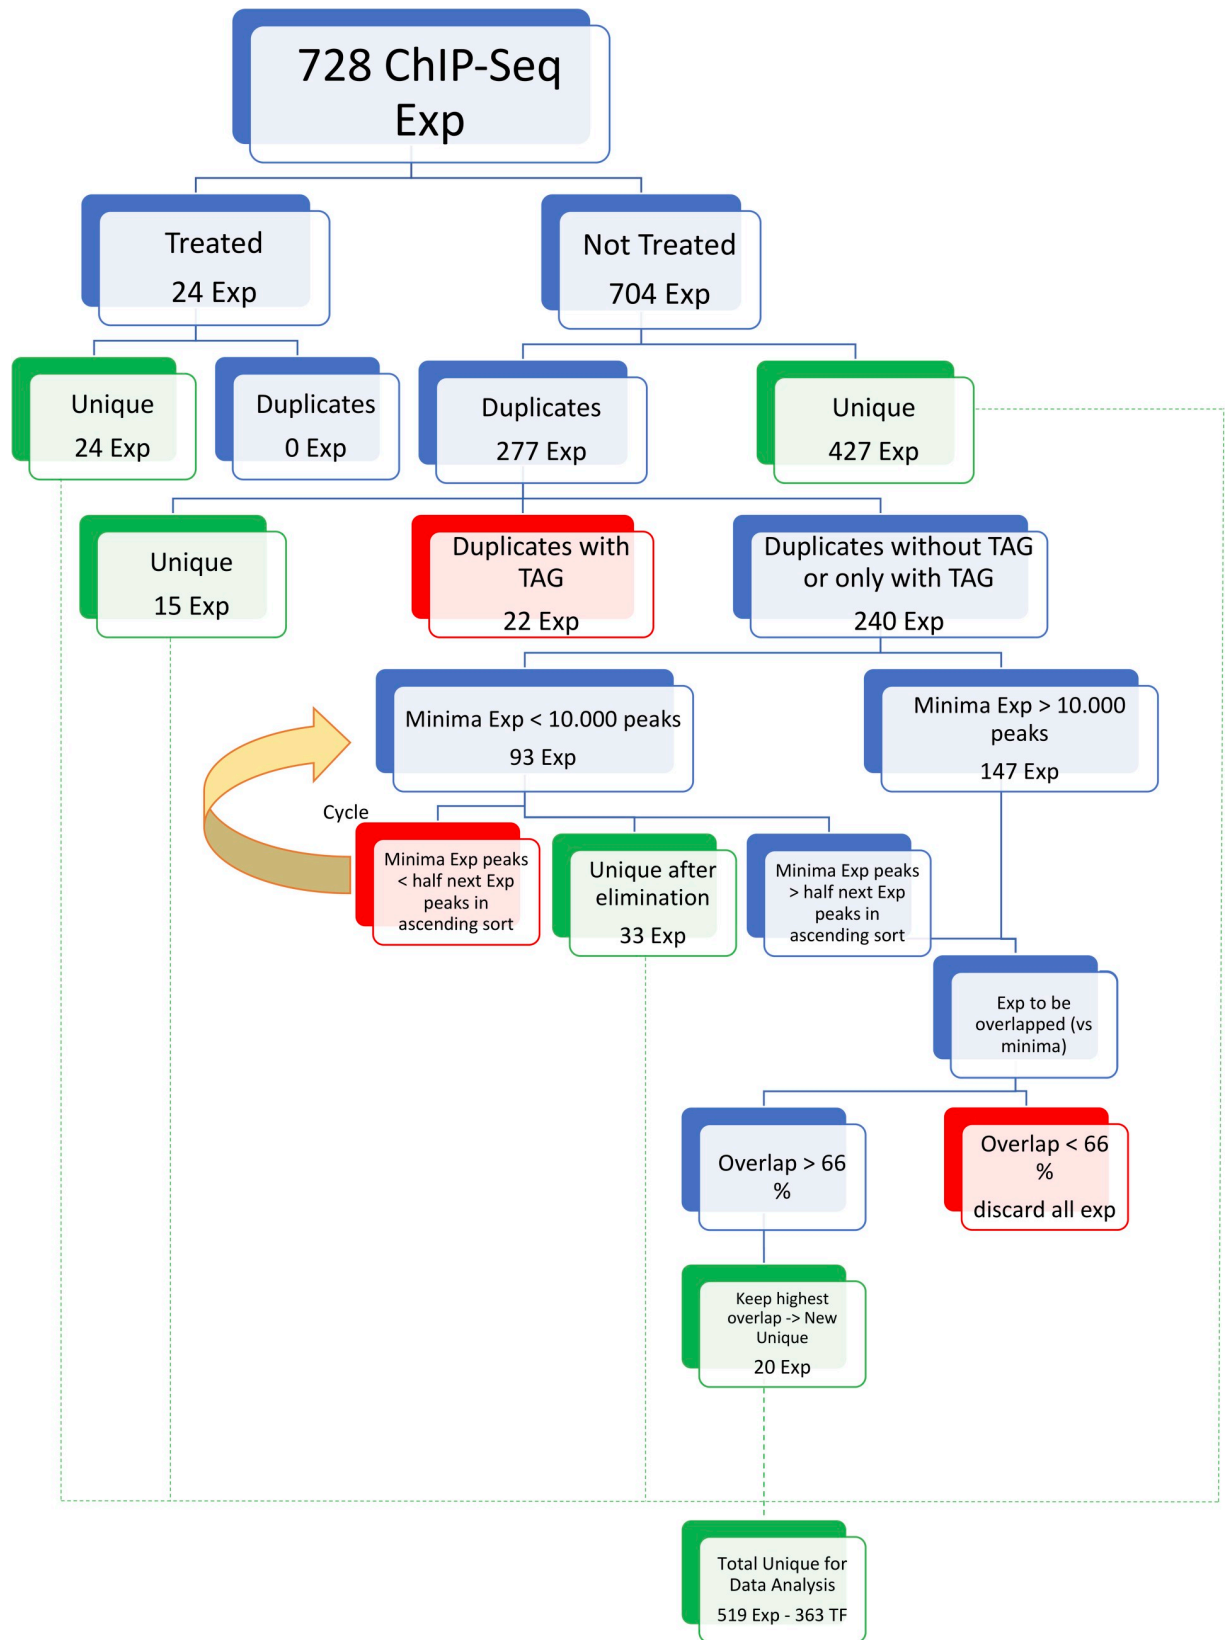 728 ChIP-Seq
Exp
Treated
24 Exp
Not Treated
704 Exp
Unique
24 Exp
Duplicates
0 Exp
Duplicates
277 Exp
Unique
427 Exp
Unique
15 Exp
Duplicates with
TAG
22 Exp
Duplicates without TAG
or only with TAG
240 Exp
Minima Exp < 10.000 peaks
93 Exp
Minima Exp > 10.000
peaks
147 Exp
Cycle
Minima Exp peaks
< half next Exp
peaks in
ascending sort
Unique after
elimination
33 Exp
Minima Exp peaks
> half next Exp
peaks in
ascending sort
Exp to be
overlapped (vs
minima)
Overlap > 66
%
Overlap < 66
%
discard all exp
Keep highest
overlap -> New
Unique
20 Exp
Total Unique for
Data Analysis
519 Exp - 363 TF